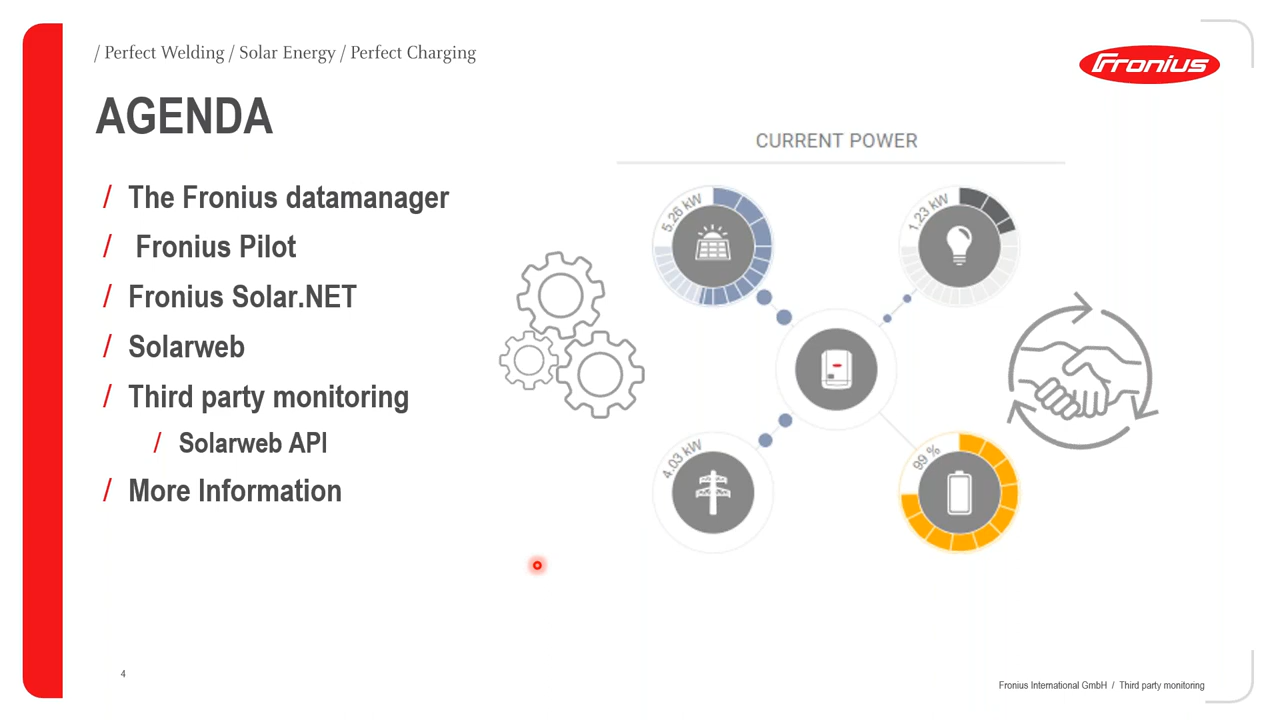 / Perfect Welding / Solar Energy / Perfect Charging
Fronius
AGENDA
/ The Fronius datamanager
/ Fronius Pilot
/ Fronius Solar.NET
/ Solarweb
/ Third party monitoring
/ Solarweb API
/ More Information
CURRENT POWER
5.26 kW
1.23 kW
4.03 kW
99 %
4
Fronius International GmbH / Third party monitoring